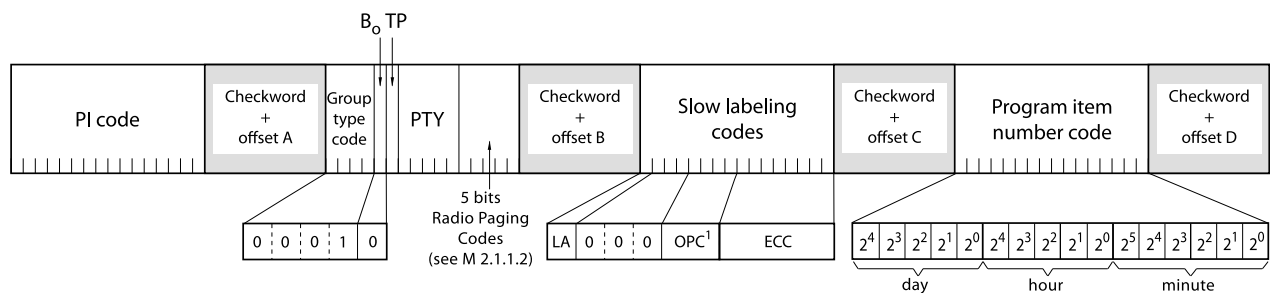 B₀ TP
PI code
Checkword
+
offset A
Group
type
code
PTY
Checkword
+
offset B
Slow labeling
codes
Checkword
+
offset C
Program item
number code
Checkword
+
offset D
0 0 0 1 0
5 bits
Radio Paging
Codes
(see M 2.1.1.2)
LA 0 0 0 OPC¹ ECC
2⁴ 2³ 2² 2¹ 2⁰ 2⁴ 2³ 2² 2¹ 2⁰ 2⁵ 2⁴ 2³ 2² 2¹ 2⁰
day hour minute